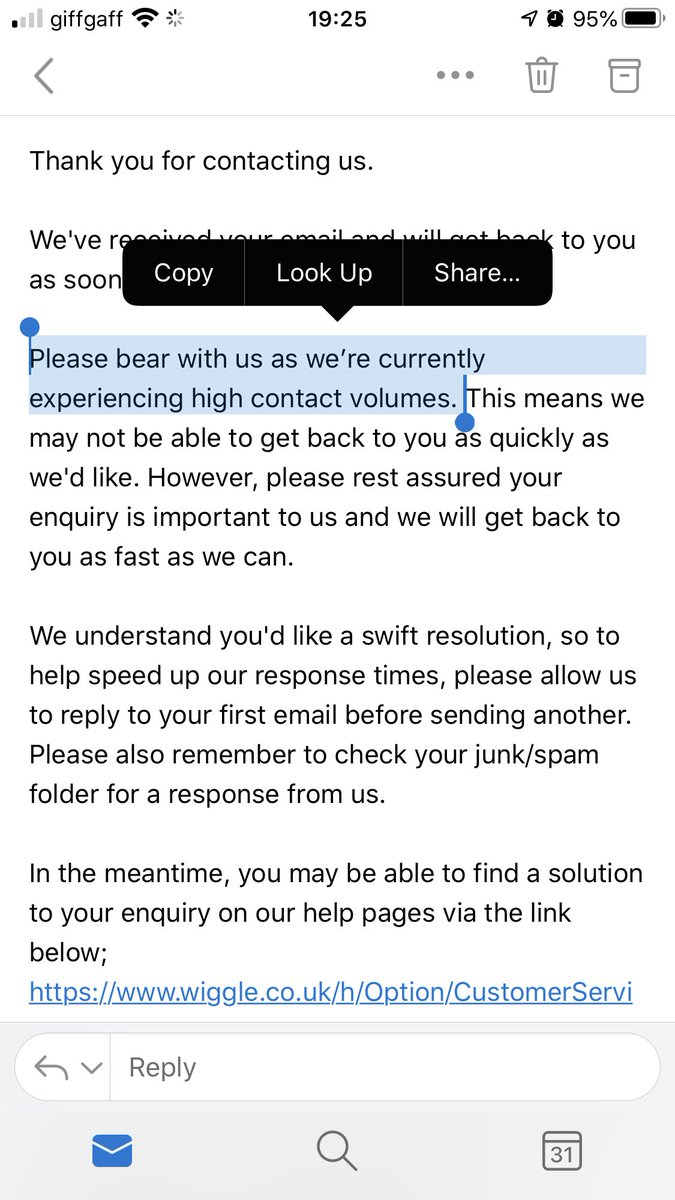 giffgaff 19:25 95%
Thank you for contacting us.
We've received your email and will get back to you
Copy Look Up Share...
as soon
Please bear with us as we’re currently
experiencing high contact volumes. This means we
may not be able to get back to you as quickly as
we'd like. However, please rest assured your
enquiry is important to us and we will get back to
you as fast as we can.
We understand you'd like a swift resolution, so to
help speed up our response times, please allow us
to reply to your first email before sending another.
Please also remember to check your junk/spam
folder for a response from us.
In the meantime, you may be able to find a solution
to your enquiry on our help pages via the link
below;
https://www.wiggle.co.uk/h/Option/CustomerServi
Reply
31